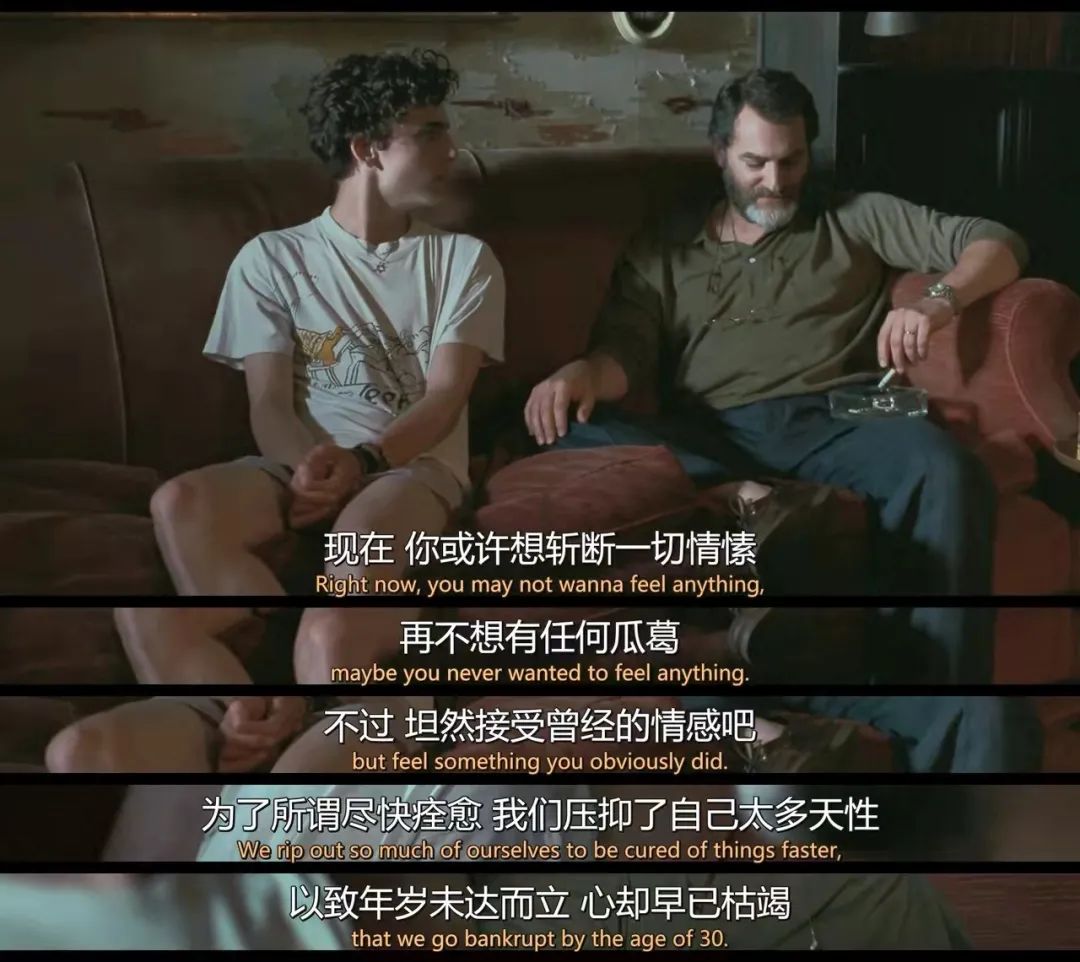 现在 你或许想斩断一切情愫
Right now, you may not wanna feel anything,
再不想有任何瓜葛
maybe you never wanted to feel anything.
不过 坦然接受曾经的情感吧
but feel something you obviously did.
为了所谓尽快痊愈 我们压抑了自己太多天性
We rip out so much of ourselves to be cured of things faster,
以致年岁未达而立 心却早已枯竭
that we go bankrupt by the age of 30.